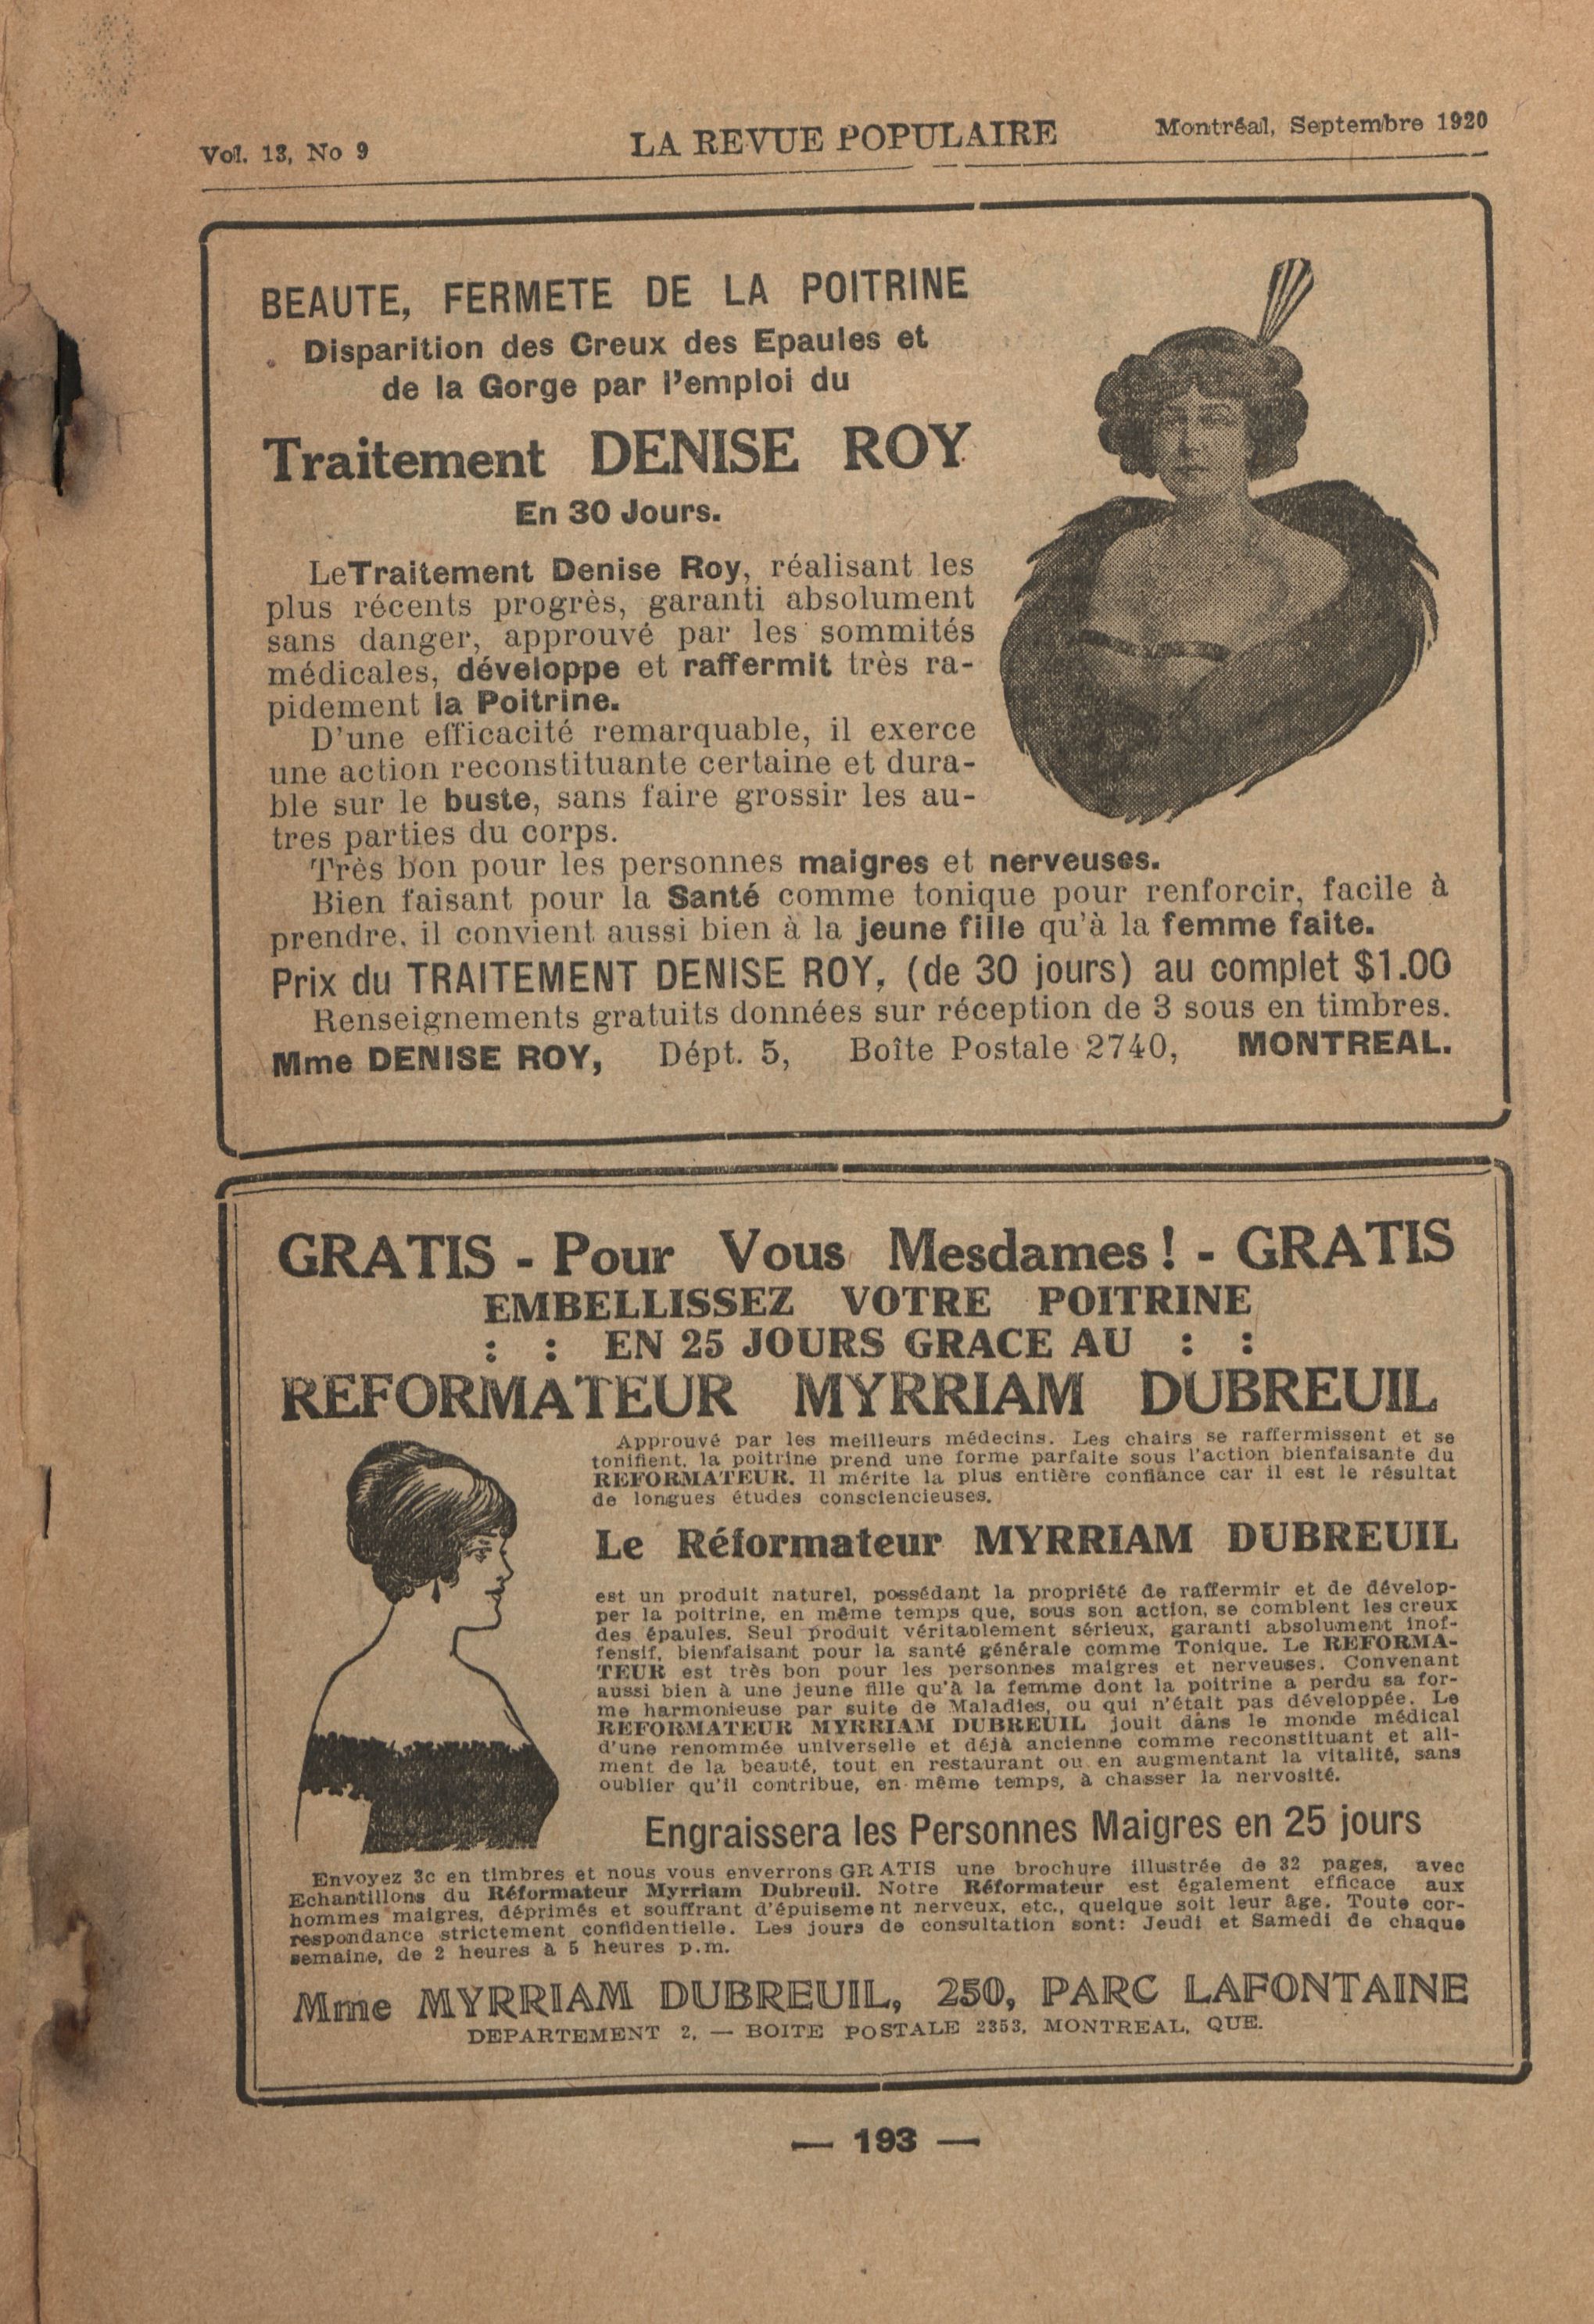 Vol. 13, No 9
LA REVUE POPULAIRE
Montréal, Septembre 1920
BEAUTE, FERMETE DE LA POITRINE
Disparition des Creux des Epaules et
de la Gorge par l'emploi du
Traitement DENISE ROY
En 30 Jours.
Le Traitement Denise Roy, réalisant les
plus récents progrès, garanti absolument
sans danger, approuvé par les sommités
médicales, développe et raffermit très ra-
pidement la Poitrine.
D'une efficacité remarquable, il exerce
une action reconstituante certaine et dura-
ble sur le buste, sans faire grossir les au-
tres parties du corps.
Très bon pour les personnes maigres et nerveuses.
Bien faisant pour la Santé comme tonique pour renforcir, facile à
prendre, il convient aussi bien à la jeune fille qu'à la femme faite.
Prix du TRAITEMENT DENISE ROY, (de 30 jours) au complet $1.00
Renseignements gratuits données sur réception de 3 sous en timbres.
Mme DENISE ROY, Dépt. 5, Boîte Postale 2740, MONTREAL.
GRATIS - Pour Vous Mesdames ! - GRATIS
EMBELLISSEZ VOTRE POITRINE
: : EN 25 JOURS GRACE AU : :
REFORMATEUR MYRRIAM DUBREUIL
Approuvé par les meilleurs médecins. Les chairs se raffermissent et se
tonifient, la poitrine prend une forme parfaite sous l'action bienfaisante du
REFORMATEUR. Il mérite la plus entière confiance car il est le résultat
de longues études consciencieuses.
Le Réformateur MYRRIAM DUBREUIL
est un produit naturel, possédant la propriété de raffermir et de dévelop-
per la poitrine, en même temps que, sous son action, se comblent les creux
des épaules. Seul produit véritablement sérieux, garanti absolument inof-
fensif, bienfaisant pour la santé générale comme Tonique. Le REFORMA-
TEUR est très bon pour les personnes maigres et nerveuses. Convenant
aussi bien à une jeune fille qu'à la femme dont la poitrine a perdu sa for-
me harmonieuse par suite de Maladies, ou qui n'était pas développée. Le
REFORMATEUR MYRRIAM DUBREUIL jouit dans le monde médical
d'une renommée universelle et déjà ancienne comme reconstituant et ali-
ment de la beauté, tout en restaurant ou en augmentant la vitalité, sans
oublier qu'il contribue, en même temps, à chasser la nervosité.
Engraissera les Personnes Maigres en 25 jours
Envoyez 3c en timbres et nous vous enverrons GRATIS une brochure illustrée de 32 pages, avec
Echantillons du Réformateur Myrriam Dubreuil. Notre Réformateur est également efficace aux
hommes maigres, déprimés et souffrant d'épuisement nerveux, etc., quelque soit leur âge. Toute cor-
respondance strictement confidentielle. Les jours de consultation sont: Jeudi et Samedi de chaque
semaine, de 2 heures à 5 heures p.m.
Mme MYRRIAM DUBREUIL, 250, PARC LAFONTAINE
DEPARTEMENT 2, — BOITE POSTALE 2353, MONTREAL, QUE.
— 193 —